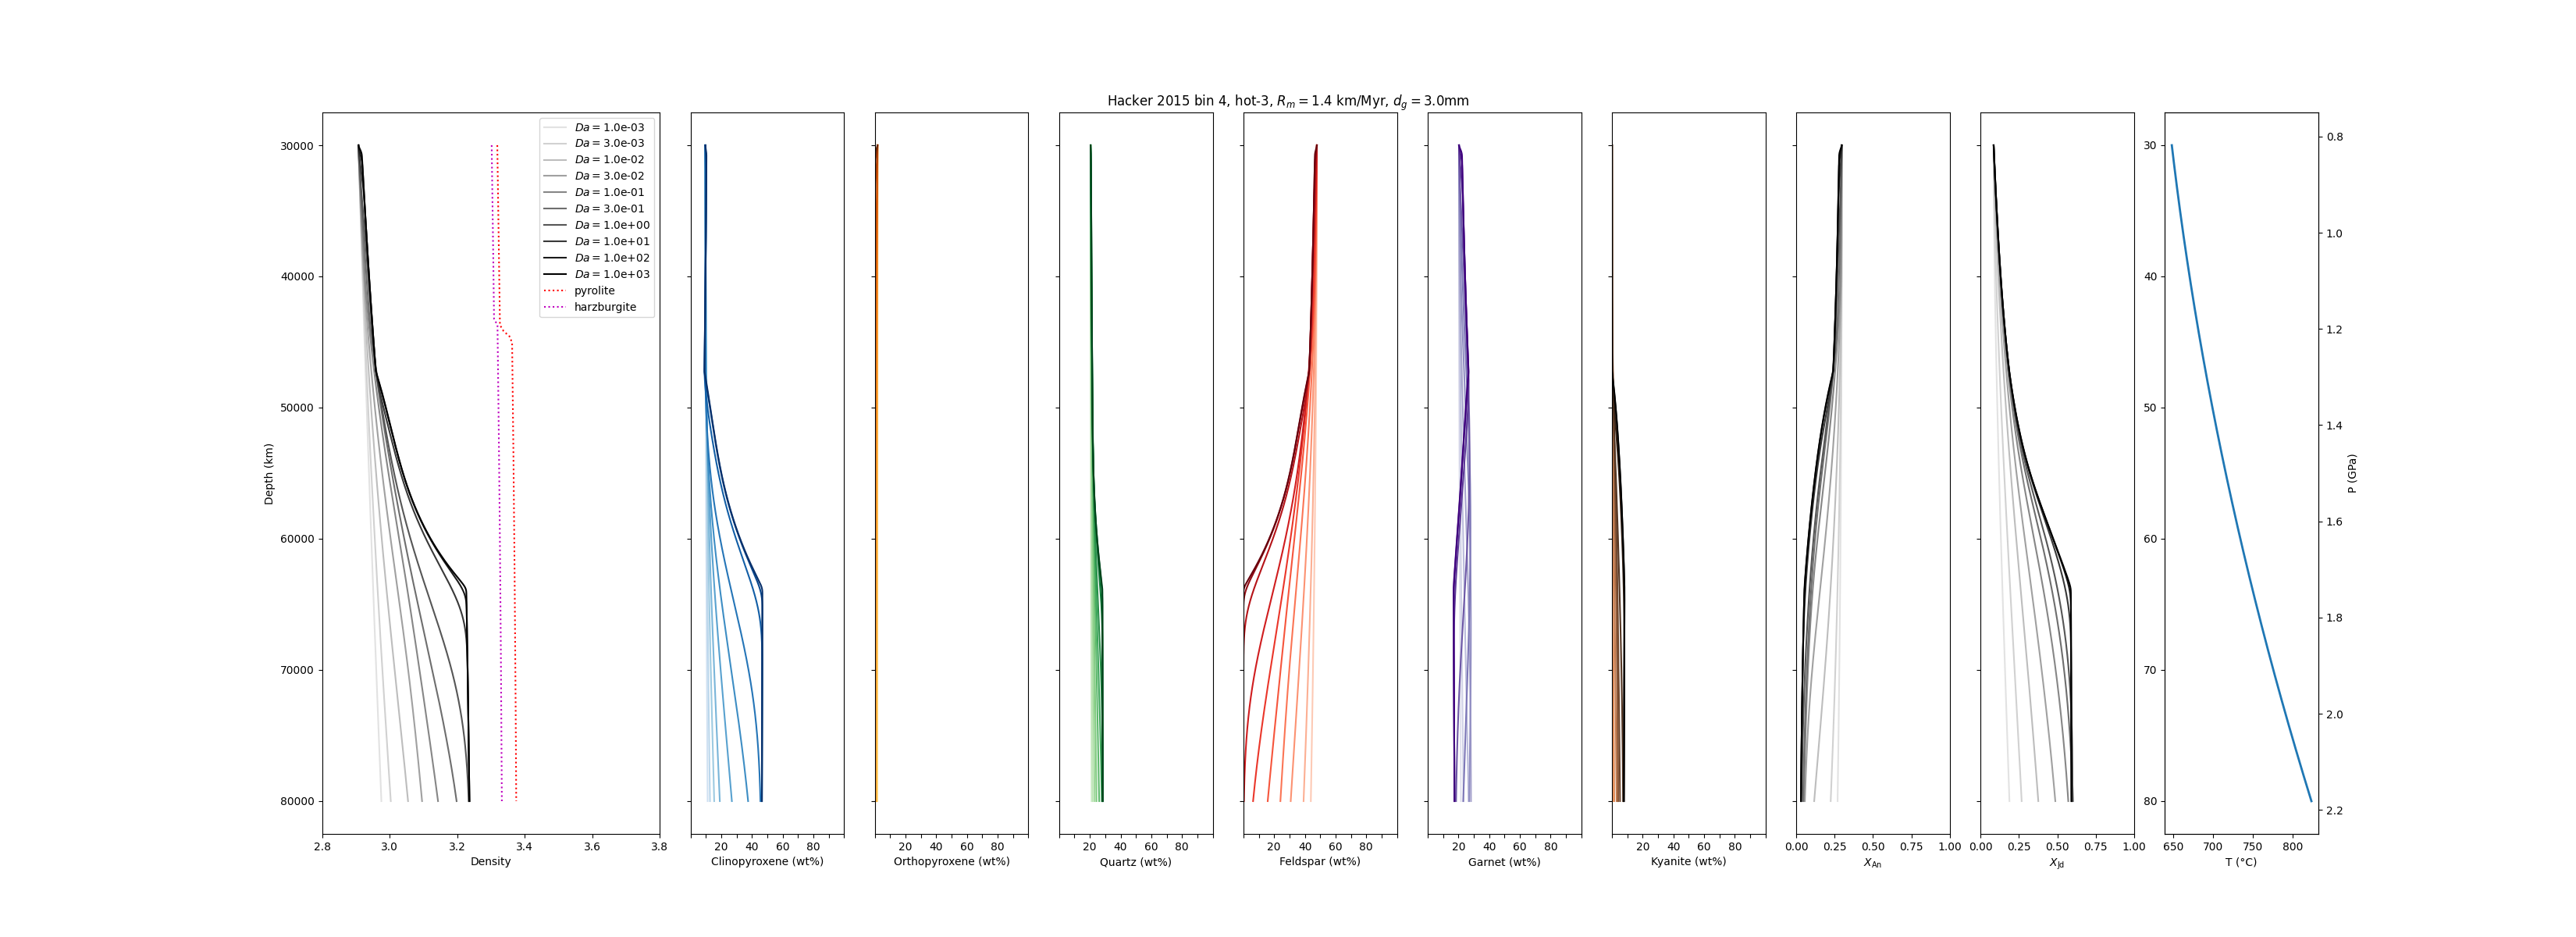 Hacker 2015 bin 4, hot-3, Rm = 1.4 km/Myr, dg = 3.0mm
Da = 1.0e-03
Da = 3.0e-03
Da = 1.0e-02
Da = 3.0e-02
Da = 1.0e-01
Da = 3.0e-01
Da = 1.0e+00
Da = 1.0e+01
Da = 1.0e+02
Da = 1.0e+03
pyrolite
harzburgite
Depth (km)
30000
40000
50000
60000
70000
80000
2.8 3.0 3.2 3.4 3.6 3.8
Density
20 40 60 80
Clinopyroxene (wt%)
20 40 60 80
Orthopyroxene (wt%)
20 40 60 80
Quartz (wt%)
20 40 60 80
Feldspar (wt%)
20 40 60 80
Garnet (wt%)
20 40 60 80
Kyanite (wt%)
0.00 0.25 0.50 0.75 1.00
XAn
0.00 0.25 0.50 0.75 1.00
XJd
30
40
50
60
70
80
650 700 750 800
T (°C)
0.8
1.0
1.2
1.4
1.6
1.8
2.0
2.2
P (GPa)